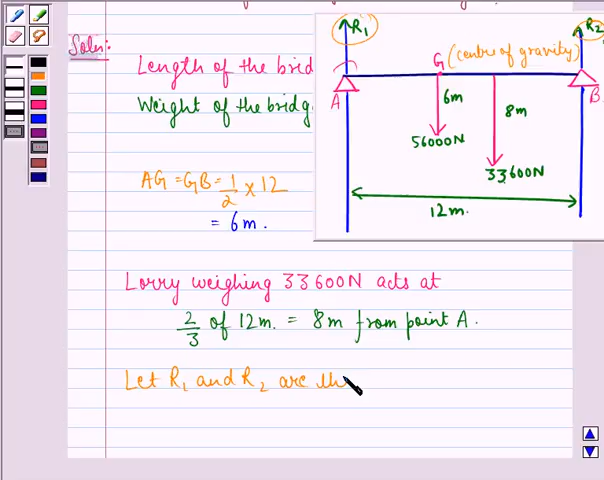 Soln:
Length of the brid
Weight of the bridg
AG = GB = 1/2 x 12
= 6m.
R1
R2
G (centre of gravity)
A
B
6m
8m
56000N
33600N
12m.
Lorry weighing 33600N acts at
2/3 of 12m. = 8m from point A.
Let R1 and R2 are the